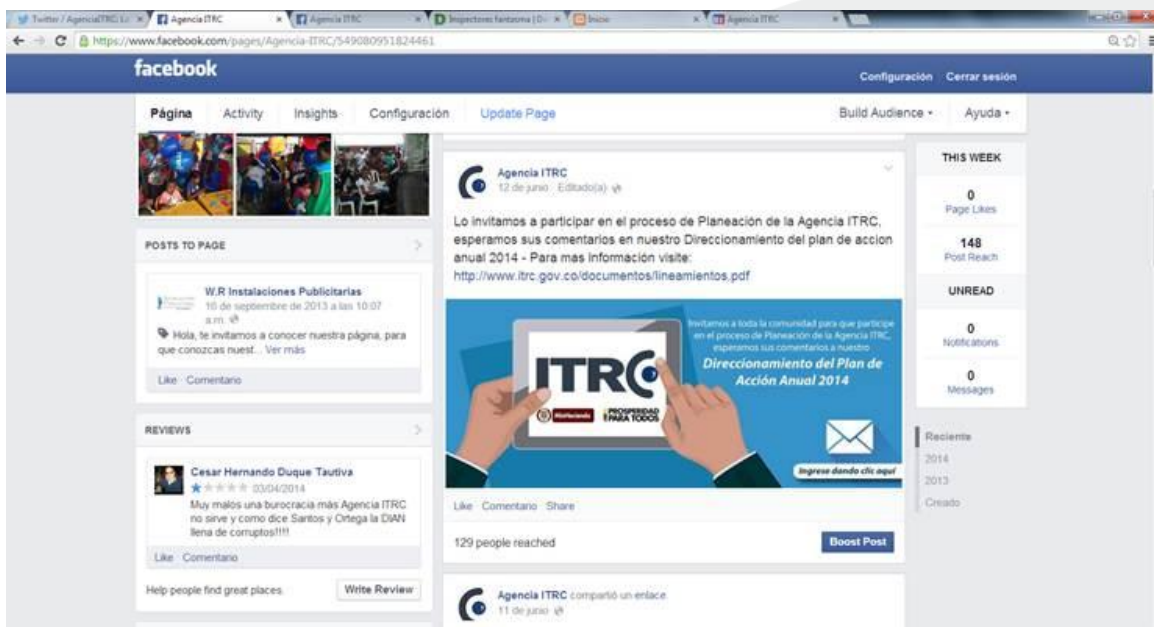 Twitter / AgenciaITRC: L
Agencia ITRC
Agencia ITRC
Inspectores fantasma | D
Inicio
Agencia ITRC
https://www.facebook.com/pages/Agencia-ITRC/549080951824461
facebook
Configuración Cerrar sesión
Página Activity Insights Configuración Update Page Build Audience Ayuda
POSTS TO PAGE
W.R Instalaciones Publicitarias
16 de septiembre de 2013 a las 10:07
a.m.
Hola, te invitamos a conocer nuestra página, para
que conozcas nuest... Ver más
Like · Comentario
REVIEWS
Cesar Hernando Duque Tautiva
03/04/2014
Muy malos una burocracia más Agencia ITRC
no sirve y como dice Santos y Ortega la DIAN
llena de corruptos!!!!
Like · Comentario
Help people find great places. Write Review
Agencia ITRC
12 de junio · Editado(a)
Lo invitamos a participar en el proceso de Planeación de la Agencia ITRC,
esperamos sus comentarios en nuestro Direccionamiento del plan de accion
anual 2014 - Para mas Información visite:
http://www.itrc.gov.co/documentos/lineamientos.pdf
Invitamos a toda la comunidad para que participe
en el proceso de Planeación de la Agencia ITRC,
esperamos sus comentarios a nuestro
Direccionamiento del Plan de
Acción Anual 2014
ITRC
MinHacienda
PROSPERIDAD
PARA TODOS
Ingrese dando clic aquí
Like · Comentario · Share
129 people reached
Boost Post
Agencia ITRC compartió un enlace.
11 de junio
THIS WEEK
0
Page Likes
148
Post Reach
UNREAD
0
Notifications
0
Messages
Reciente
2014
2013
Creado